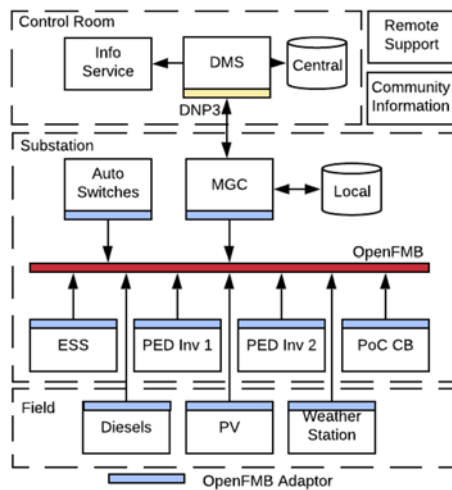 Control Room
Info
Service
DMS
Central
Remote
Support
Community
Information
DNP3
Substation
Auto
Switches
MGC
Local
OpenFMB
ESS
PED Inv 1
PED Inv 2
PoC CB
Field
Diesels
PV
Weather
Station
OpenFMB Adaptor